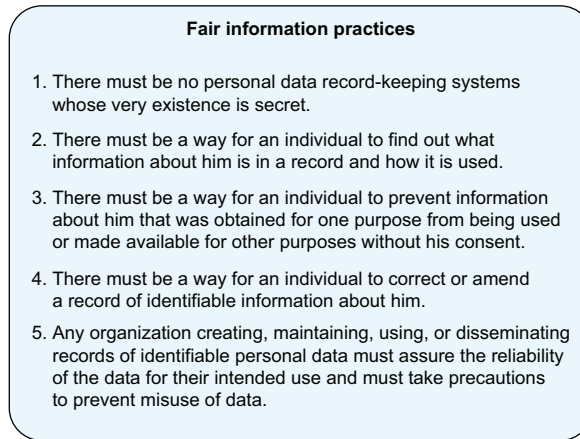 Fair information practices
1. There must be no personal data record-keeping systems
whose very existence is secret.
2. There must be a way for an individual to find out what
information about him is in a record and how it is used.
3. There must be a way for an individual to prevent information
about him that was obtained for one purpose from being used
or made available for other purposes without his consent.
4. There must be a way for an individual to correct or amend
a record of identifiable information about him.
5. Any organization creating, maintaining, using, or disseminating
records of identifiable personal data must assure the reliability
of the data for their intended use and must take precautions
to prevent misuse of data.